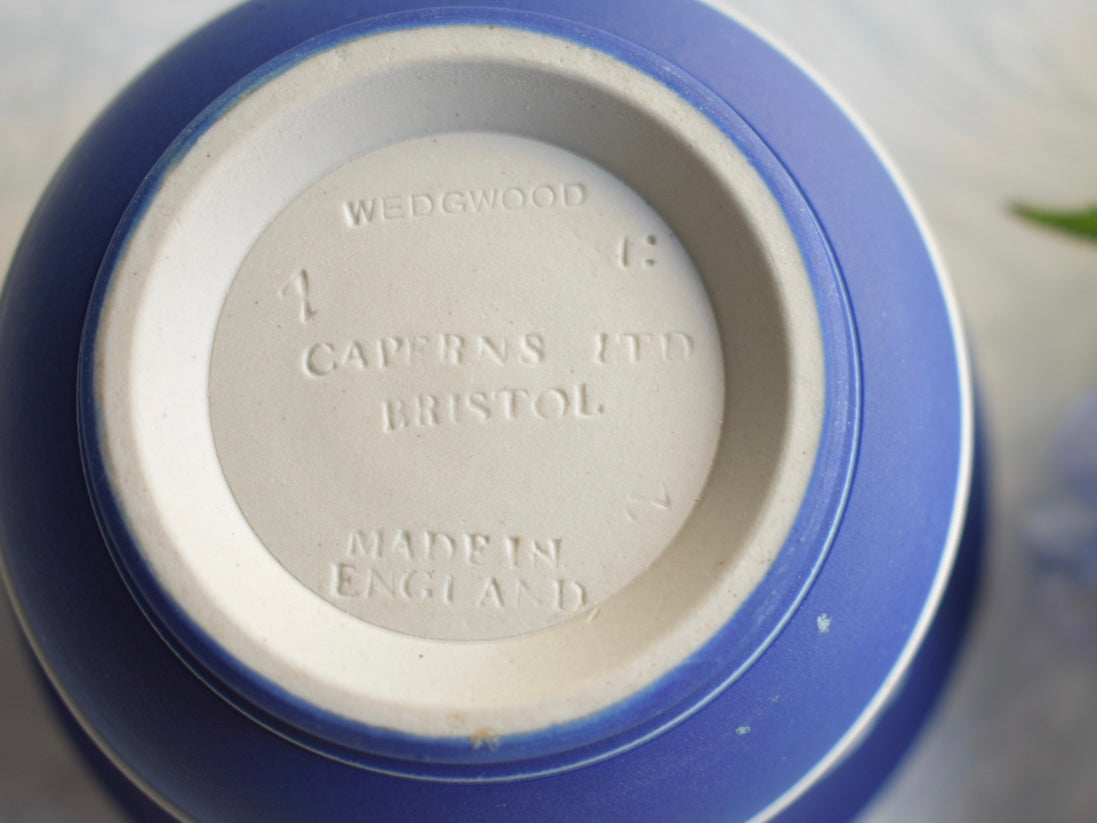 WEDGWOOD
CAPERNS LTD
BRISTOL
MADE IN
ENGLAND